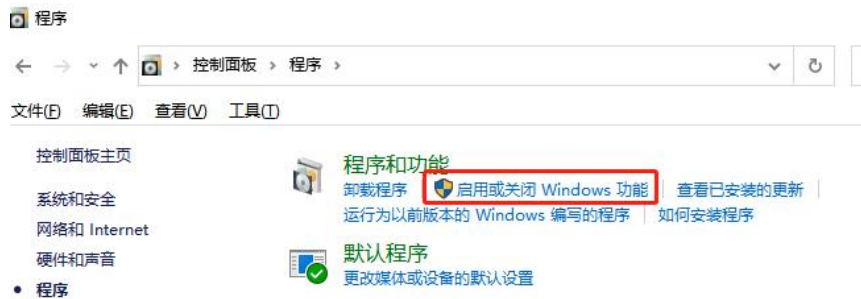 程序
控制面板 › 程序 ›
文件(F) 编辑(E) 查看(V) 工具(T)
控制面板主页
系统和安全
网络和 Internet
硬件和声音
程序
程序和功能
卸载程序 启用或关闭 Windows 功能 查看已安装的更新
运行为以前版本的 Windows 编写的程序 如何安装程序
默认程序
更改媒体或设备的默认设置